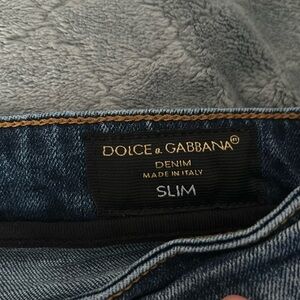 DOLCE & GABBANA
DENIM
MADE IN ITALY
SLIM